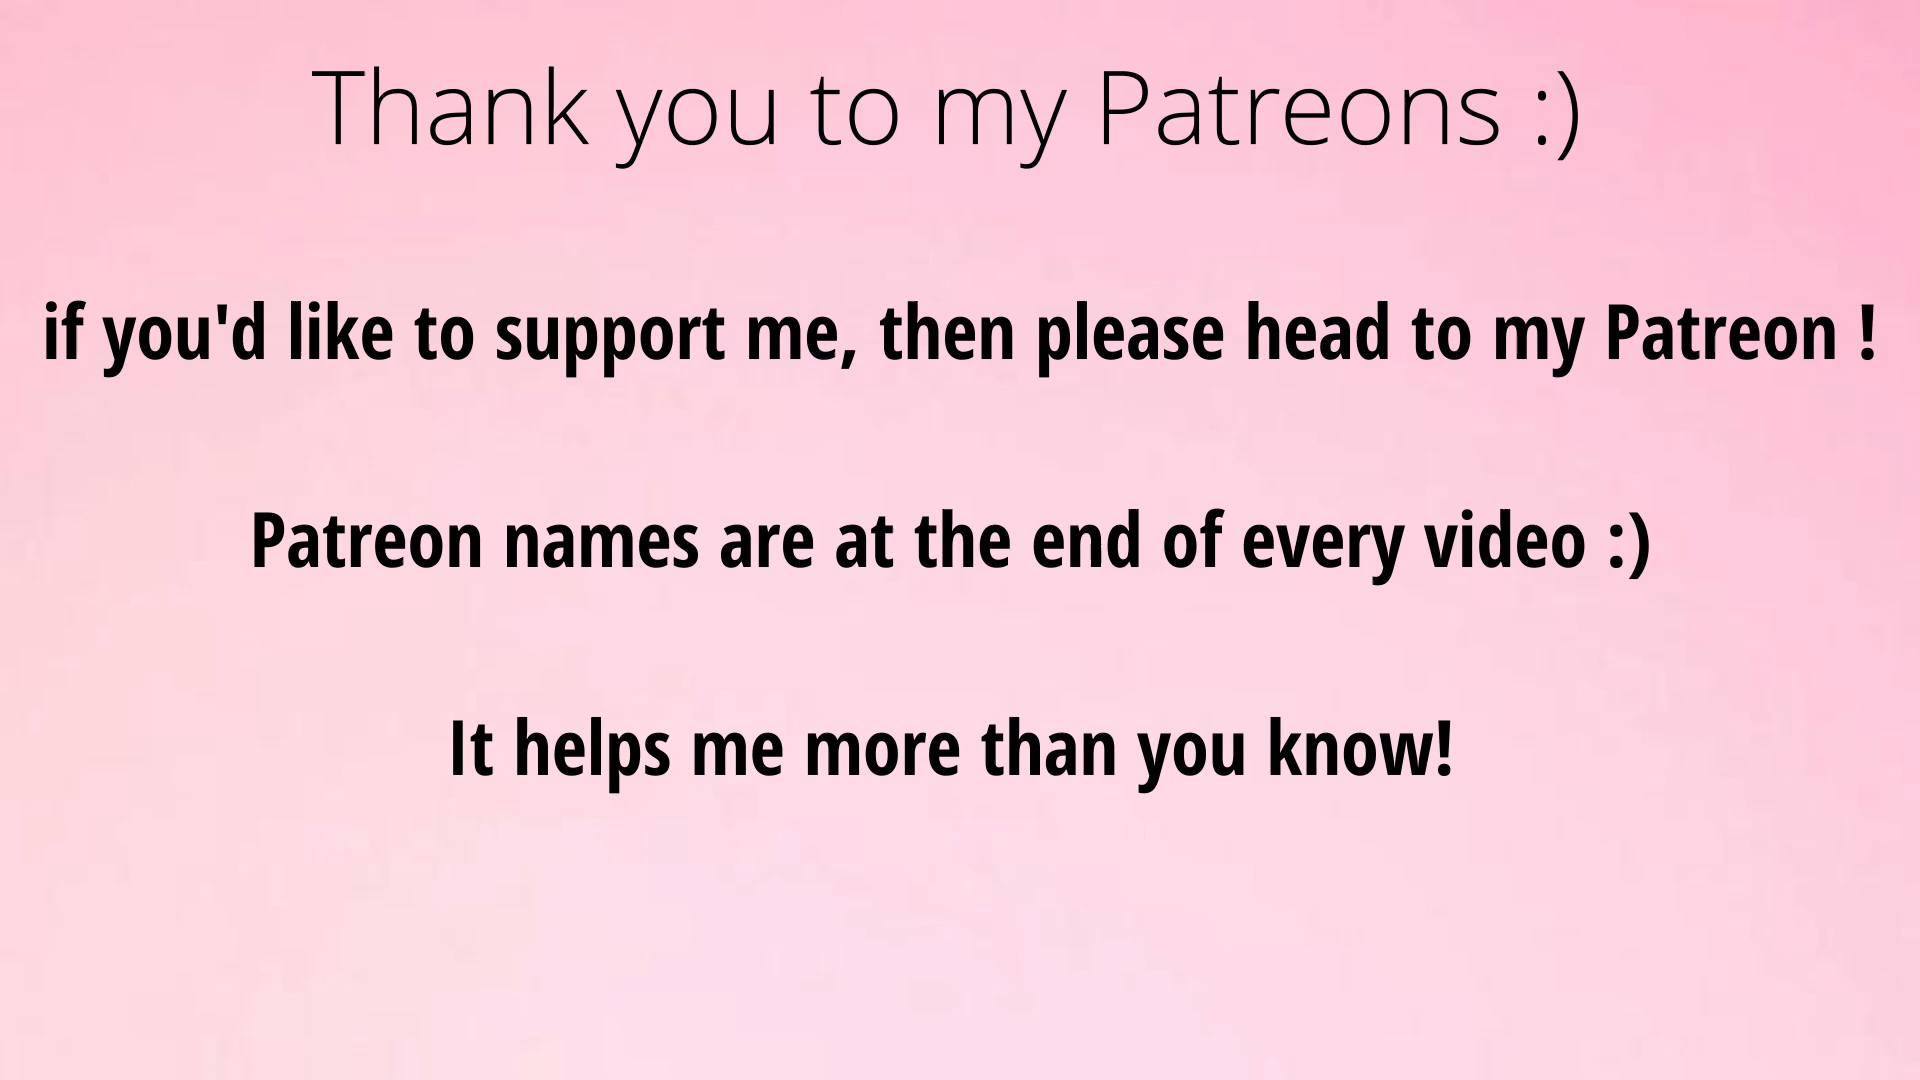 Thank you to my Patreons :)
if you'd like to support me, then please head to my Patreon !
Patreon names are at the end of every video :)
It helps me more than you know!